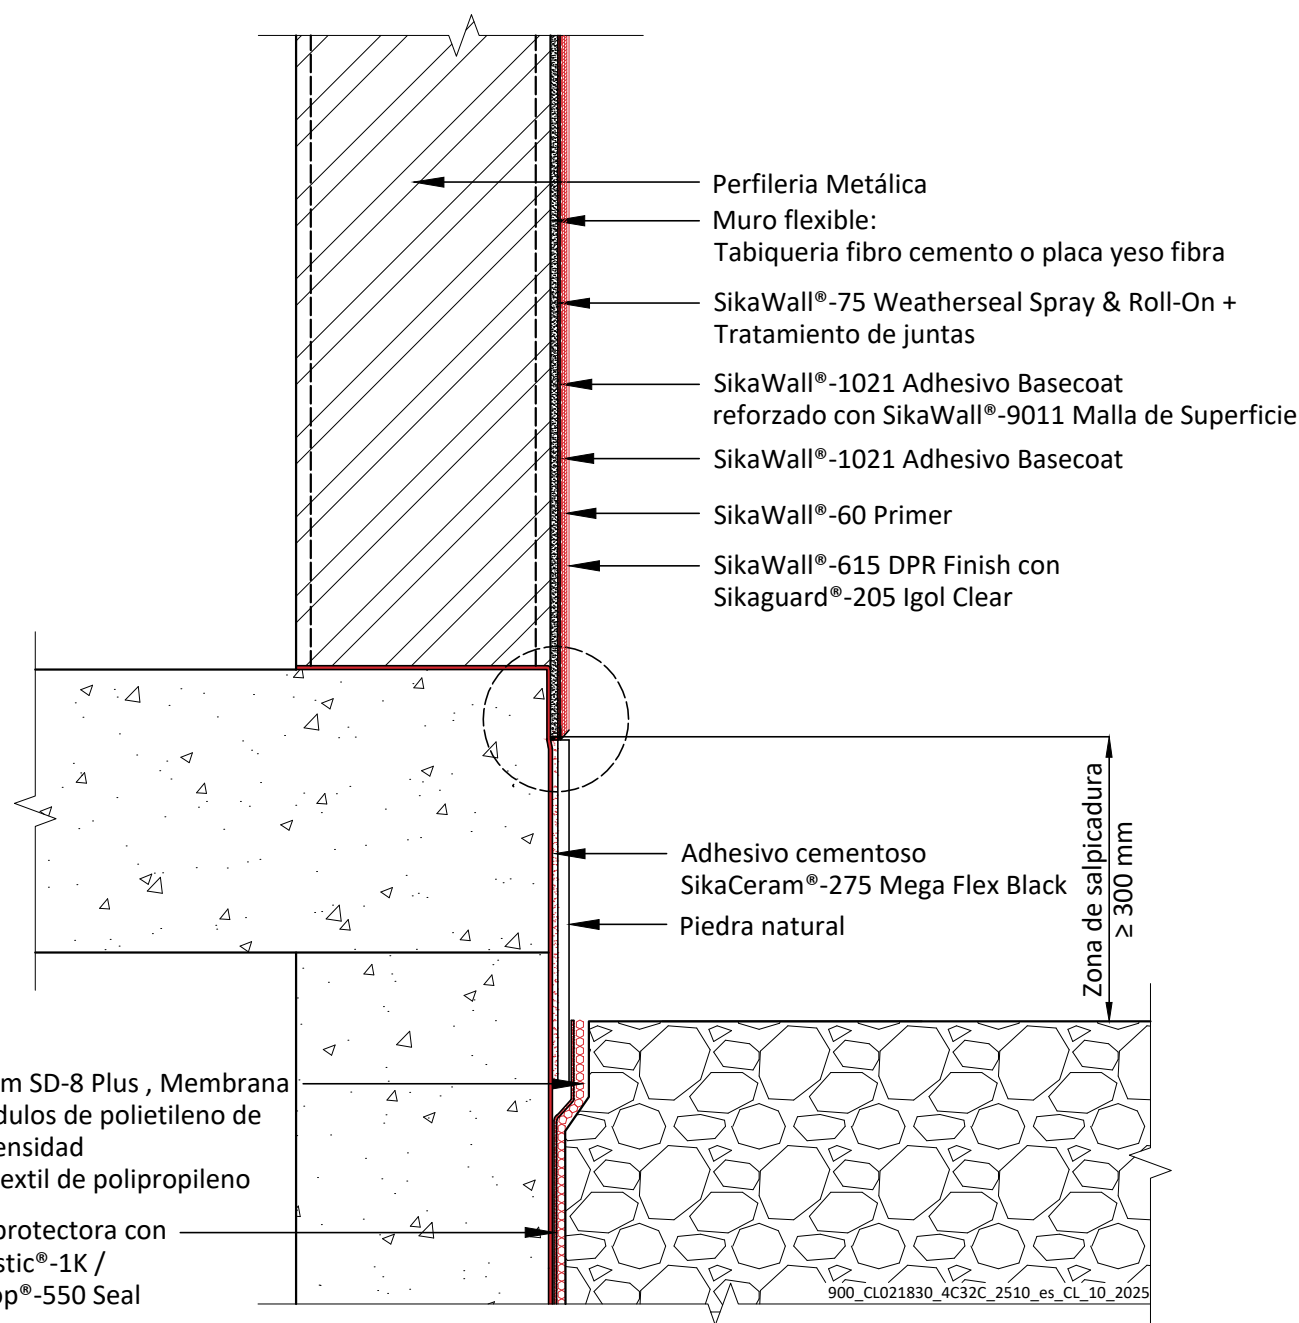 Perfileria Metálica
Muro flexible:
Tabiqueria fibro cemento o placa yeso fibra
SikaWall®-75 Weatherseal Spray & Roll-On +
Tratamiento de juntas
SikaWall®-1021 Adhesivo Basecoat
reforzado con SikaWall®-9011 Malla de Superficie
SikaWall®-1021 Adhesivo Basecoat
SikaWall®-60 Primer
SikaWall®-615 DPR Finish con
Sikaguard®-205 Igol Clear
Adhesivo cementoso
SikaCeram®-275 Mega Flex Black
Piedra natural
Zona de salpicadura
≥ 300 mm
m SD-8 Plus , Membrana
dulos de polietileno de
ensidad
extil de polipropileno
protectora con
stic®-1K /
op®-550 Seal
900_CL021830_4C32C_2510_es_CL_10_2025